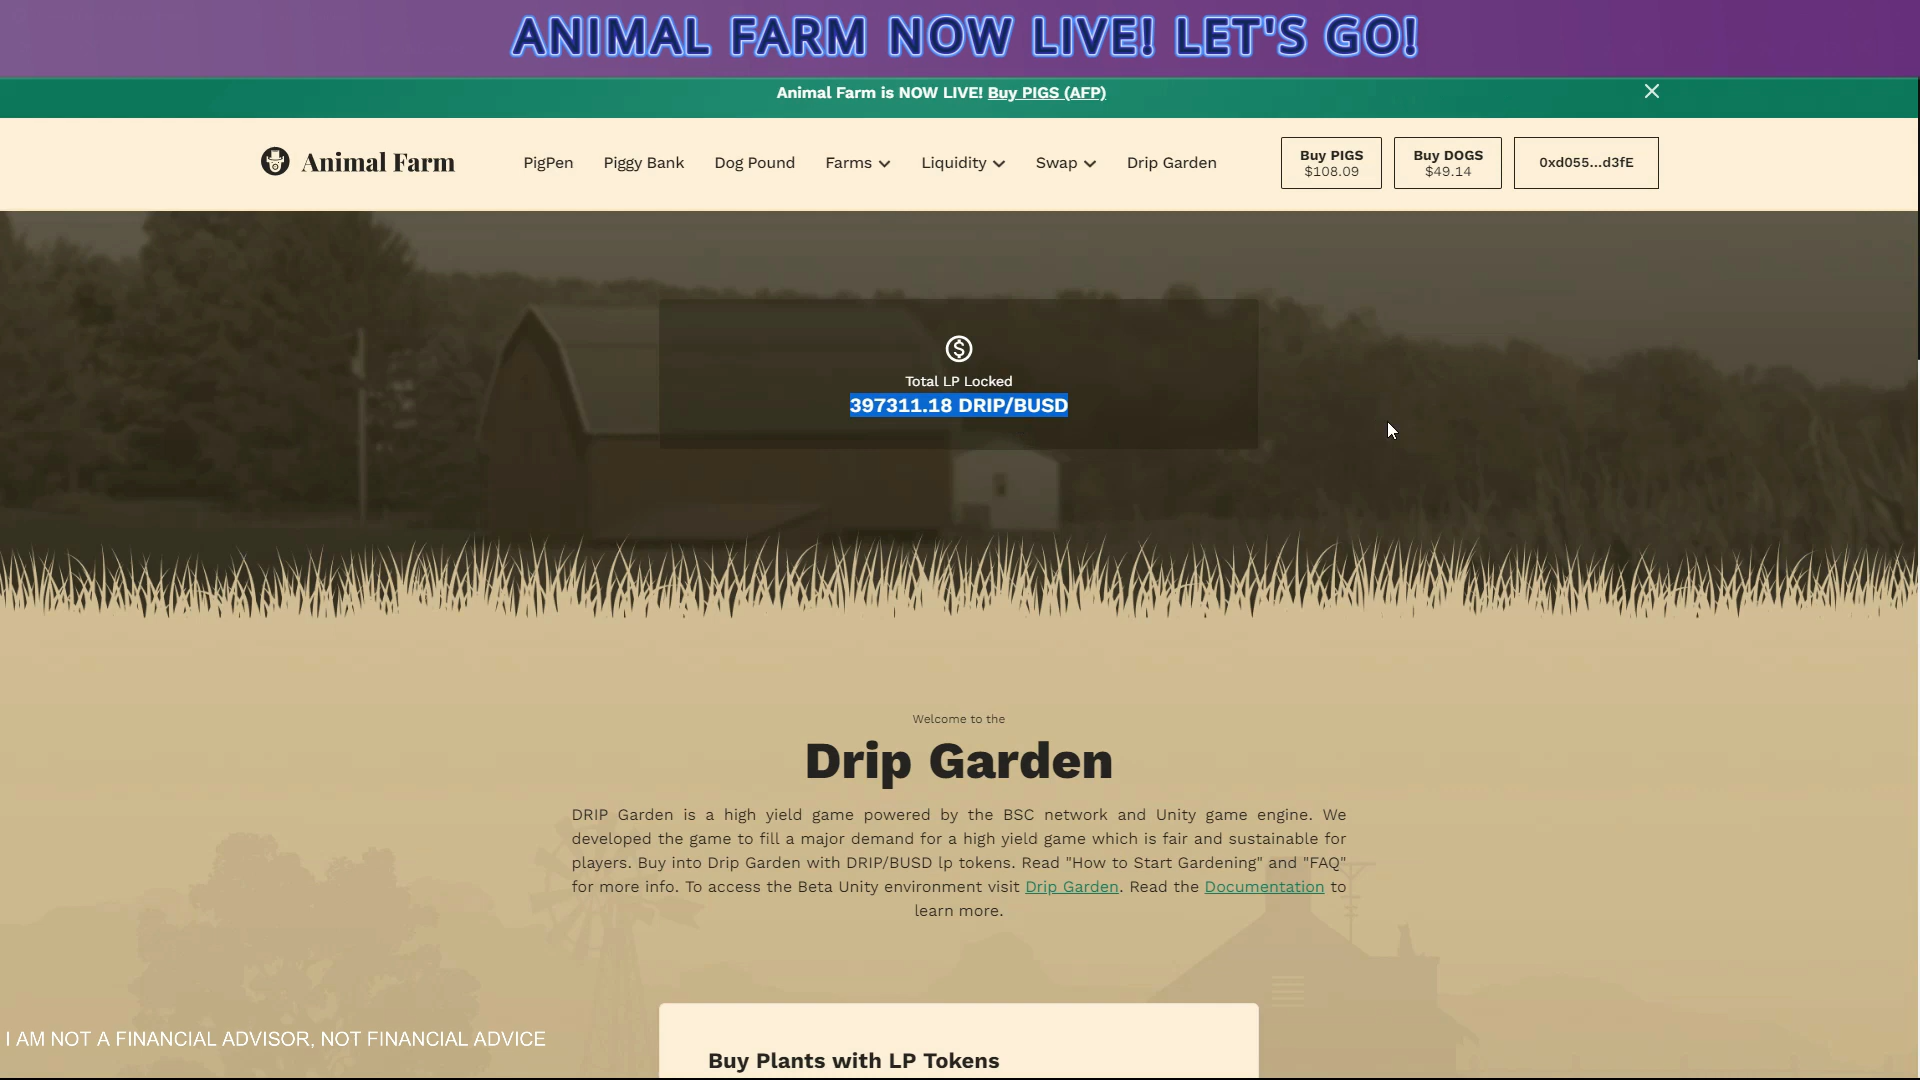 ANIMAL FARM NOW LIVE! LET'S GO!
Animal Farm is NOW LIVE! Buy PIGS (AFP)
Animal Farm
PigPen
Piggy Bank
Dog Pound
Farms
Liquidity
Swap
Drip Garden
Buy PIGS
$108.09
Buy DOGS
$49.14
0xd055...d3fE
Total LP Locked
397311.18 DRIP/BUSD
Welcome to the
Drip Garden
DRIP Garden is a high yield game powered by the BSC network and Unity game engine. We
developed the game to fill a major demand for a high yield game which is fair and sustainable for
players. Buy into Drip Garden with DRIP/BUSD lp tokens. Read "How to Start Gardening" and "FAQ"
for more info. To access the Beta Unity environment visit Drip Garden. Read the Documentation to
learn more.
I AM NOT A FINANCIAL ADVISOR, NOT FINANCIAL ADVICE
Buy Plants with LP Tokens